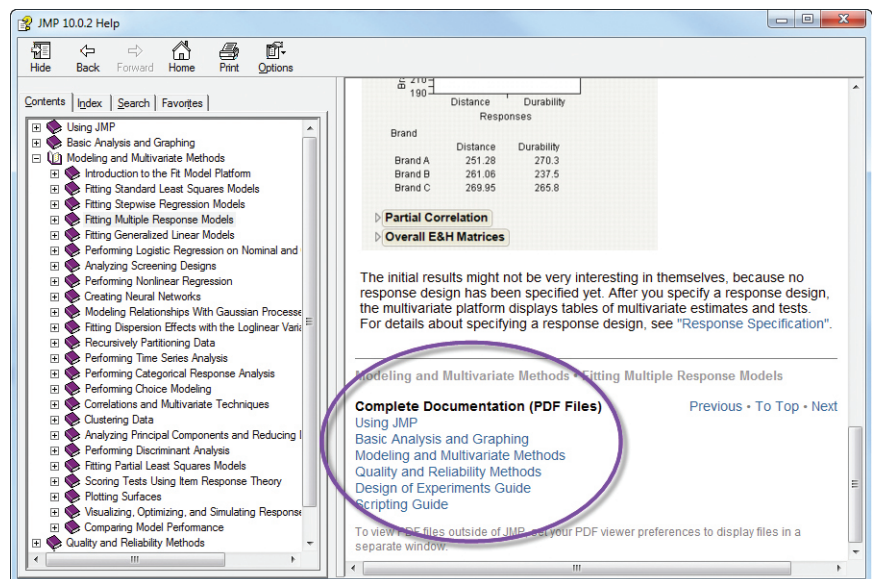 JMP 10.0.2 Help
Hide Back Forward Home Print Options
Contents Index Search Favorites
Using JMP
Basic Analysis and Graphing
Modeling and Multivariate Methods
Introduction to the Fit Model Platform
Fitting Standard Least Squares Models
Fitting Stepwise Regression Models
Fitting Multiple Response Models
Fitting Generalized Linear Models
Performing Logistic Regression on Nominal and
Analyzing Screening Designs
Performing Nonlinear Regression
Creating Neural Networks
Modeling Relationships With Gaussian Processe
Fitting Dispersion Effects with the Loglinear Varia
Recursively Partitioning Data
Performing Time Series Analysis
Performing Categorical Response Analysis
Performing Choice Modeling
Correlations and Multivariate Techniques
Clustering Data
Analyzing Principal Components and Reducing
Performing Discriminant Analysis
Fitting Partial Least Squares Models
Scoring Tests Using Item Response Theory
Plotting Surfaces
Visualizing, Optimizing, and Simulating Response
Comparing Model Performance
Quality and Reliability Methods
210
190
Distance Durability
Responses
Brand
Distance Durability
Brand A 251.28 270.3
Brand B 261.06 237.5
Brand C 269.95 265.8
Partial Correlation
Overall E&H Matrices
The initial results might not be very interesting in themselves, because no
response design has been specified yet. After you specify a response design,
the multivariate platform displays tables of multivariate estimates and tests.
For details about specifying a response design, see "Response Specification".
Modeling and Multivariate Methods • Fitting Multiple Response Models
Complete Documentation (PDF Files) Previous • To Top • Next
Using JMP
Basic Analysis and Graphing
Modeling and Multivariate Methods
Quality and Reliability Methods
Design of Experiments Guide
Scripting Guide
To view PDF files outside of JMP, set your PDF viewer preferences to display files in a
separate window.